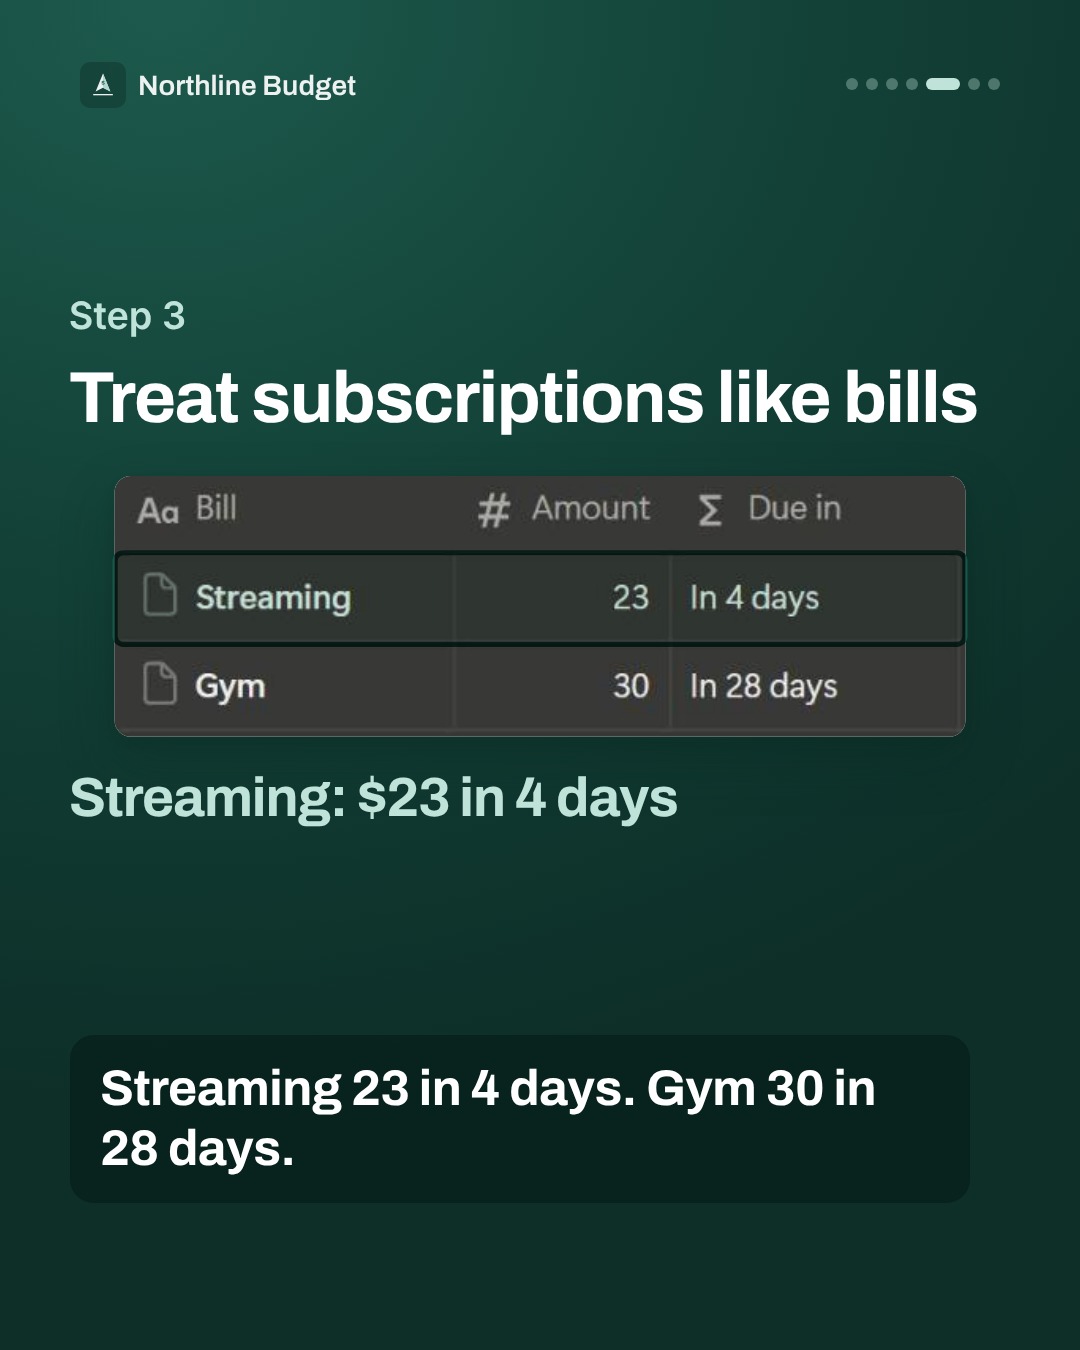 Northline Budget
Step 3
Treat subscriptions like bills
Aa Bill # Amount Σ Due in
Streaming 23 In 4 days
Gym 30 In 28 days
Streaming: $23 in 4 days
Streaming 23 in 4 days. Gym 30 in
28 days.